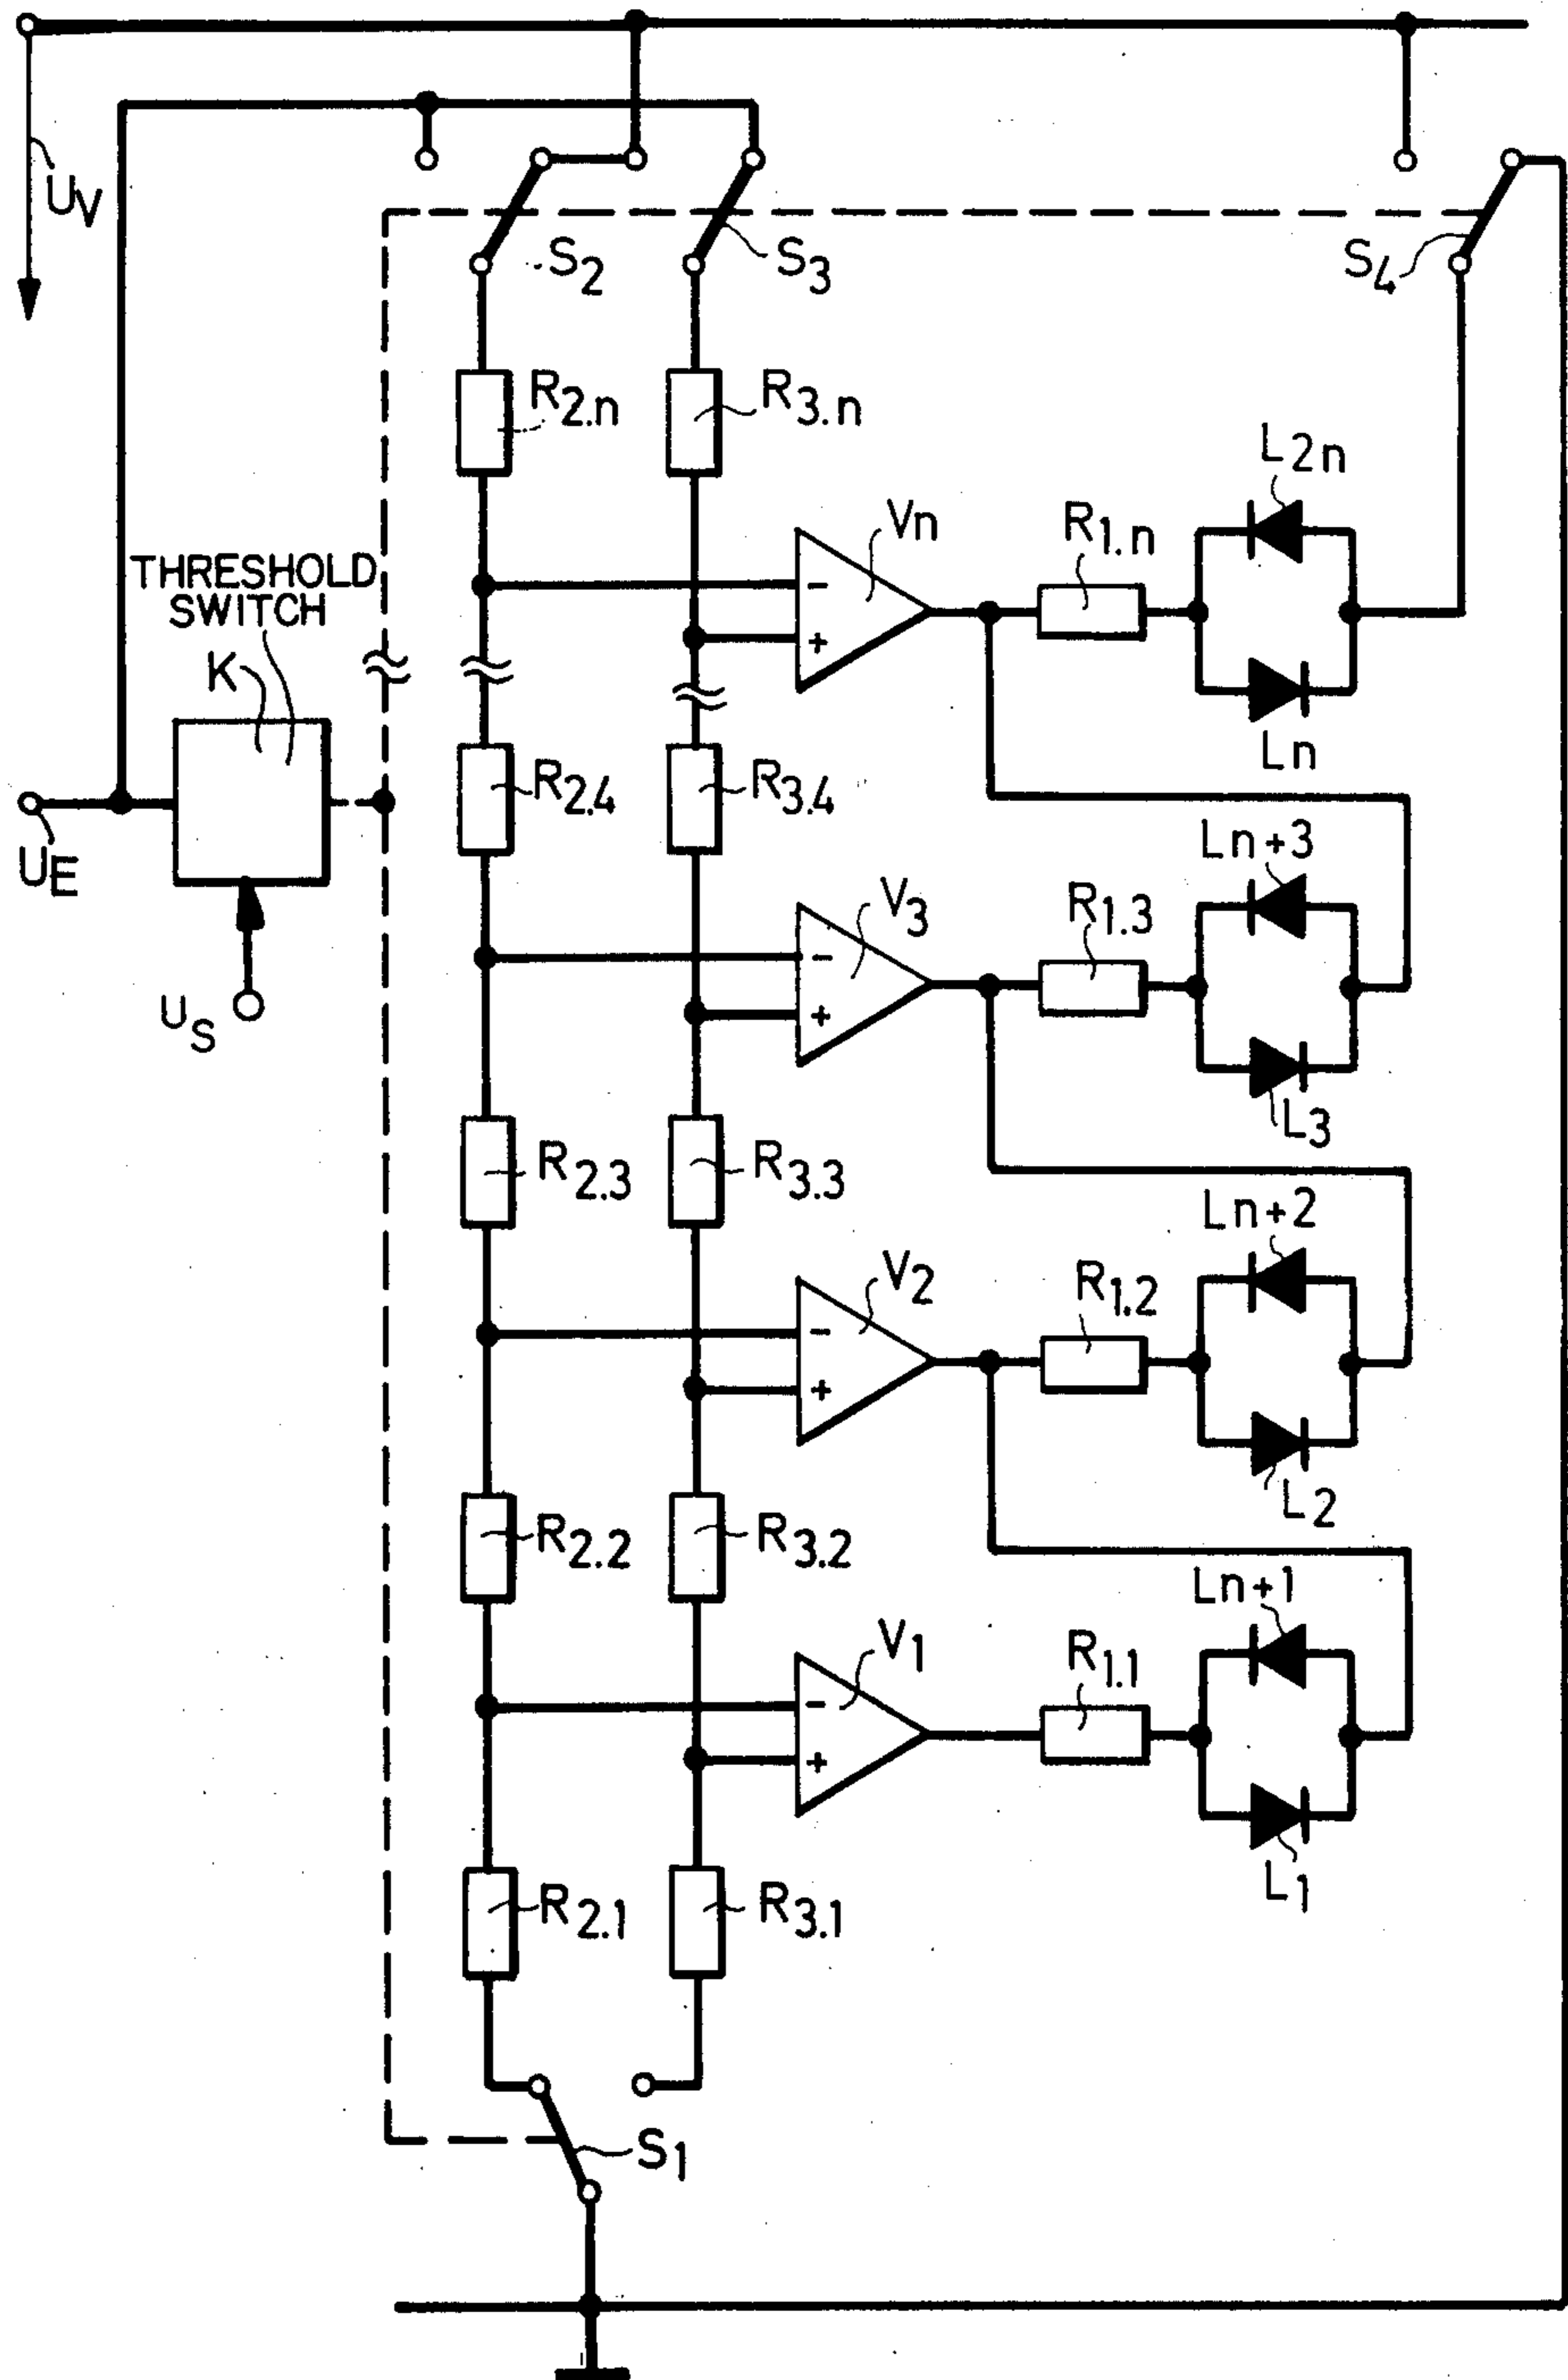 UV
S2
S3
S4
R2.n
R3.n
L2n
Vn
R1.n
THRESHOLD
SWITCH
-
+
K
Ln
R2.4
R3.4
UE
Ln+3
V3
R1.3
-
US
+
L3
R2.3
R3.3
Ln+2
V2
R1.2
-
+
L2
R2.2
R3.2
Ln+1
V1
R1.1
-
+
L1
R2.1
R3.1
S1